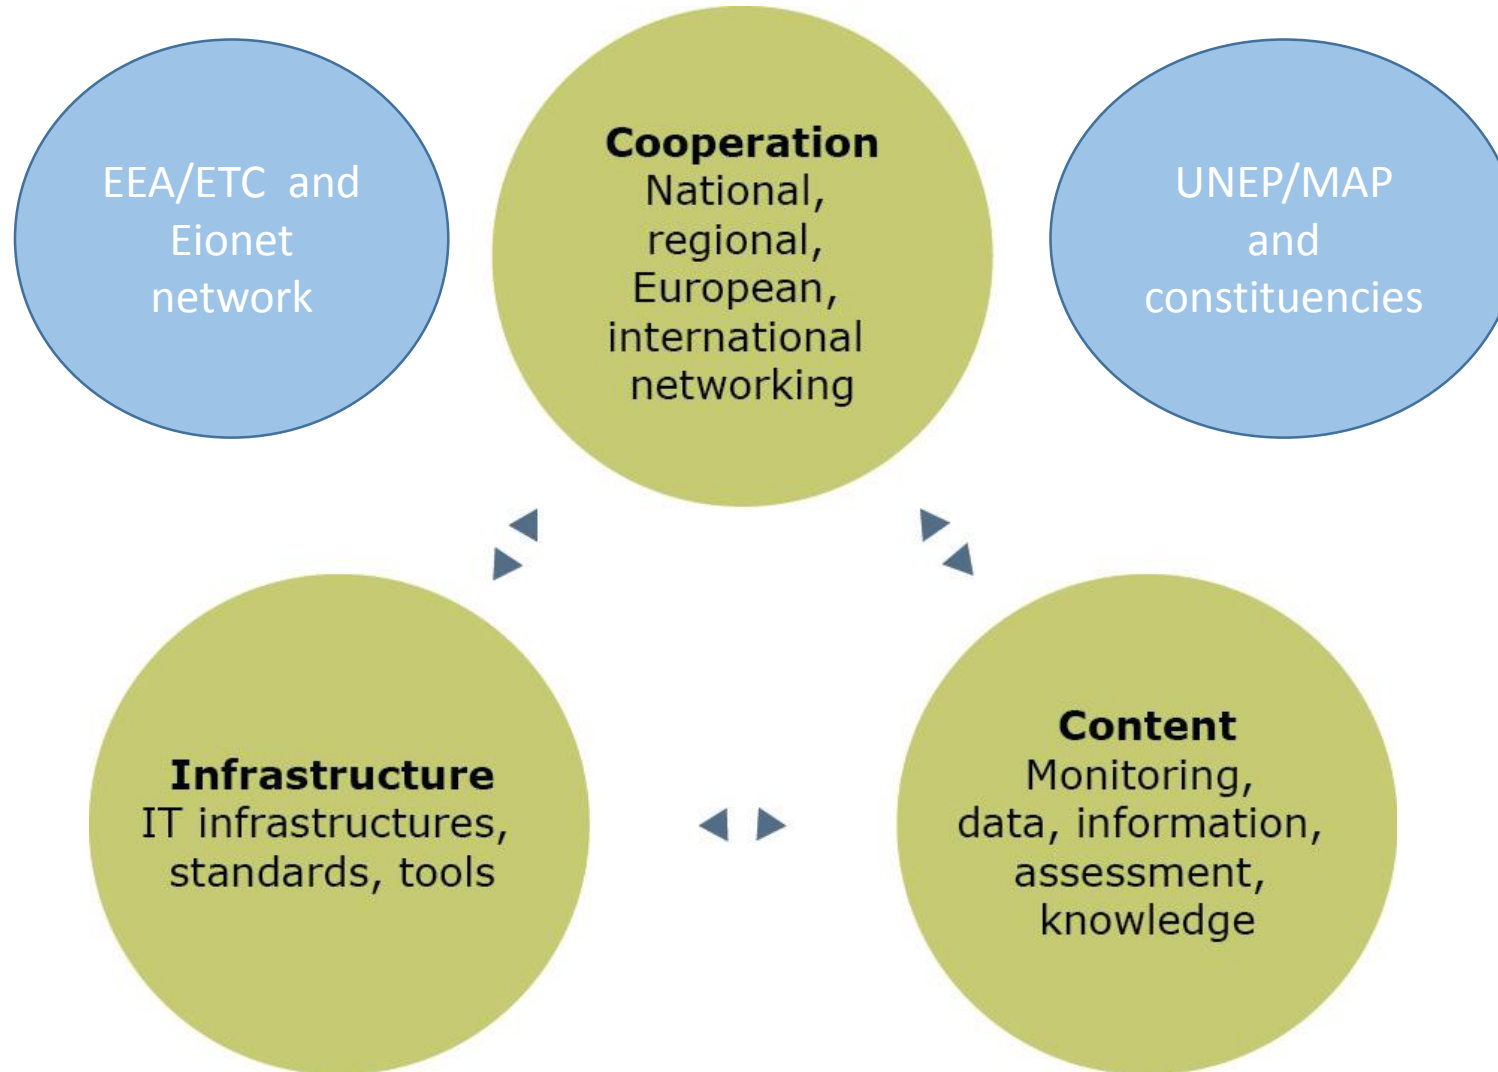 EEA/ETC and
Eionet
network
Cooperation
National,
regional,
European,
international
networking
UNEP/MAP
and
constituencies
Infrastructure
IT infrastructures,
standards, tools
Content
Monitoring,
data, information,
assessment,
knowledge